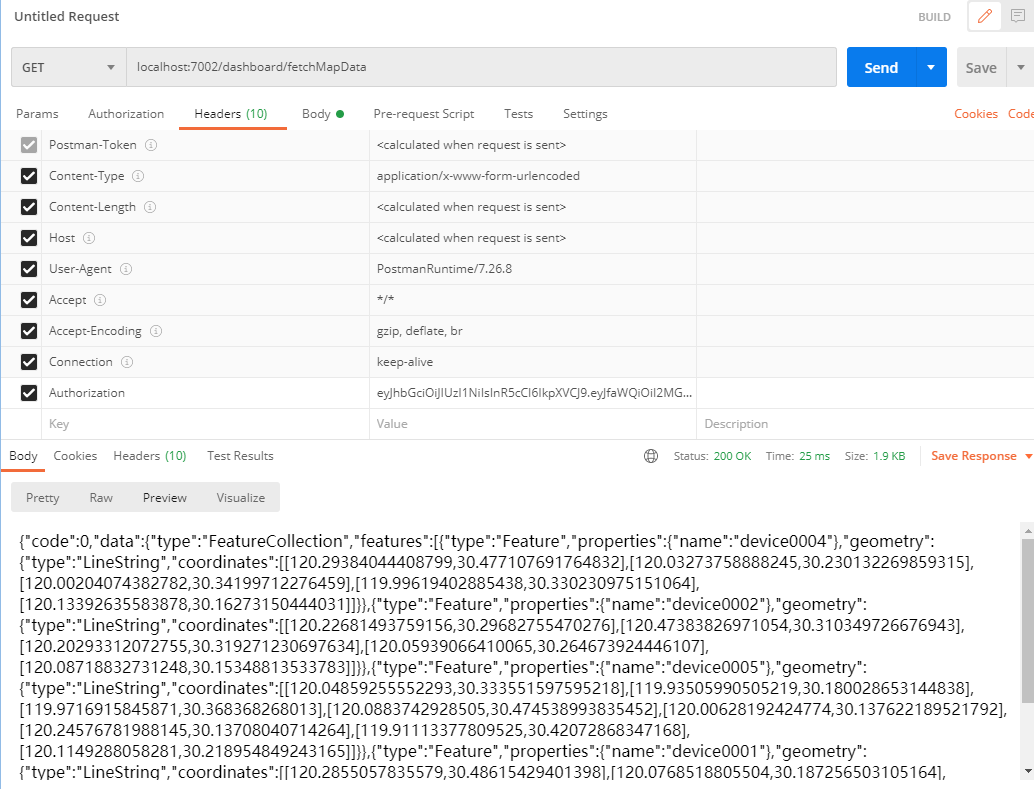 Untitled Request
BUILD
GET
localhost:7002/dashboard/fetchMapData
Send
Save
Params
Authorization
Headers (10)
Body
Pre-request Script
Tests
Settings
Cookies
Code
Postman-Token
<calculated when request is sent>
Content-Type
application/x-www-form-urlencoded
Content-Length
<calculated when request is sent>
Host
<calculated when request is sent>
User-Agent
PostmanRuntime/7.26.8
Accept
*/*
Accept-Encoding
gzip, deflate, br
Connection
keep-alive
Authorization
eyJhbGciOiJIUzI1NiIsInR5cCI6IkpXVCJ9.eyJfaWQiOiI2MG...
Key
Value
Description
Body
Cookies
Headers (10)
Test Results
Status: 200 OK
Time: 25 ms
Size: 1.9 KB
Save Response
Pretty
Raw
Preview
Visualize
{"code":0,"data":{"type":"FeatureCollection","features":[{"type":"Feature","properties":{"name":"device0004"},"geometry":
{"type":"LineString","coordinates":[[120.29384044408799,30.477107691764832],[120.03273758888245,30.230132269859315],
[120.00204074382782,30.34199712276459],[119.99619402885438,30.330230975151064],
[120.13392635583878,30.16273150444031]]}},{"type":"Feature","properties":{"name":"device0002"},"geometry":
{"type":"LineString","coordinates":[[120.22681493759156,30.29682755470276],[120.47383826971054,30.310349726676943],
[120.20293312072755,30.319271230697634],[120.05939066410065,30.264673924446107],
[120.08718832731248,30.15348813533783]]}},{"type":"Feature","properties":{"name":"device0005"},"geometry":
{"type":"LineString","coordinates":[[120.04859255552293,30.333551597595218],[119.93505990505219,30.180028653144838],
[119.9716915845871,30.368368268013],[120.0883742928505,30.474538993835452],[120.00628192424774,30.137622189521792],
[120.24576781988145,30.13708040714264],[119.91113377809525,30.42072868347168],
[120.1149288058281,30.218954849243165]]}},{"type":"Feature","properties":{"name":"device0001"},"geometry":
{"type":"LineString","coordinates":[[120.2855057835579,30.48615429401398],[120.0768518805504,30.187256503105164],